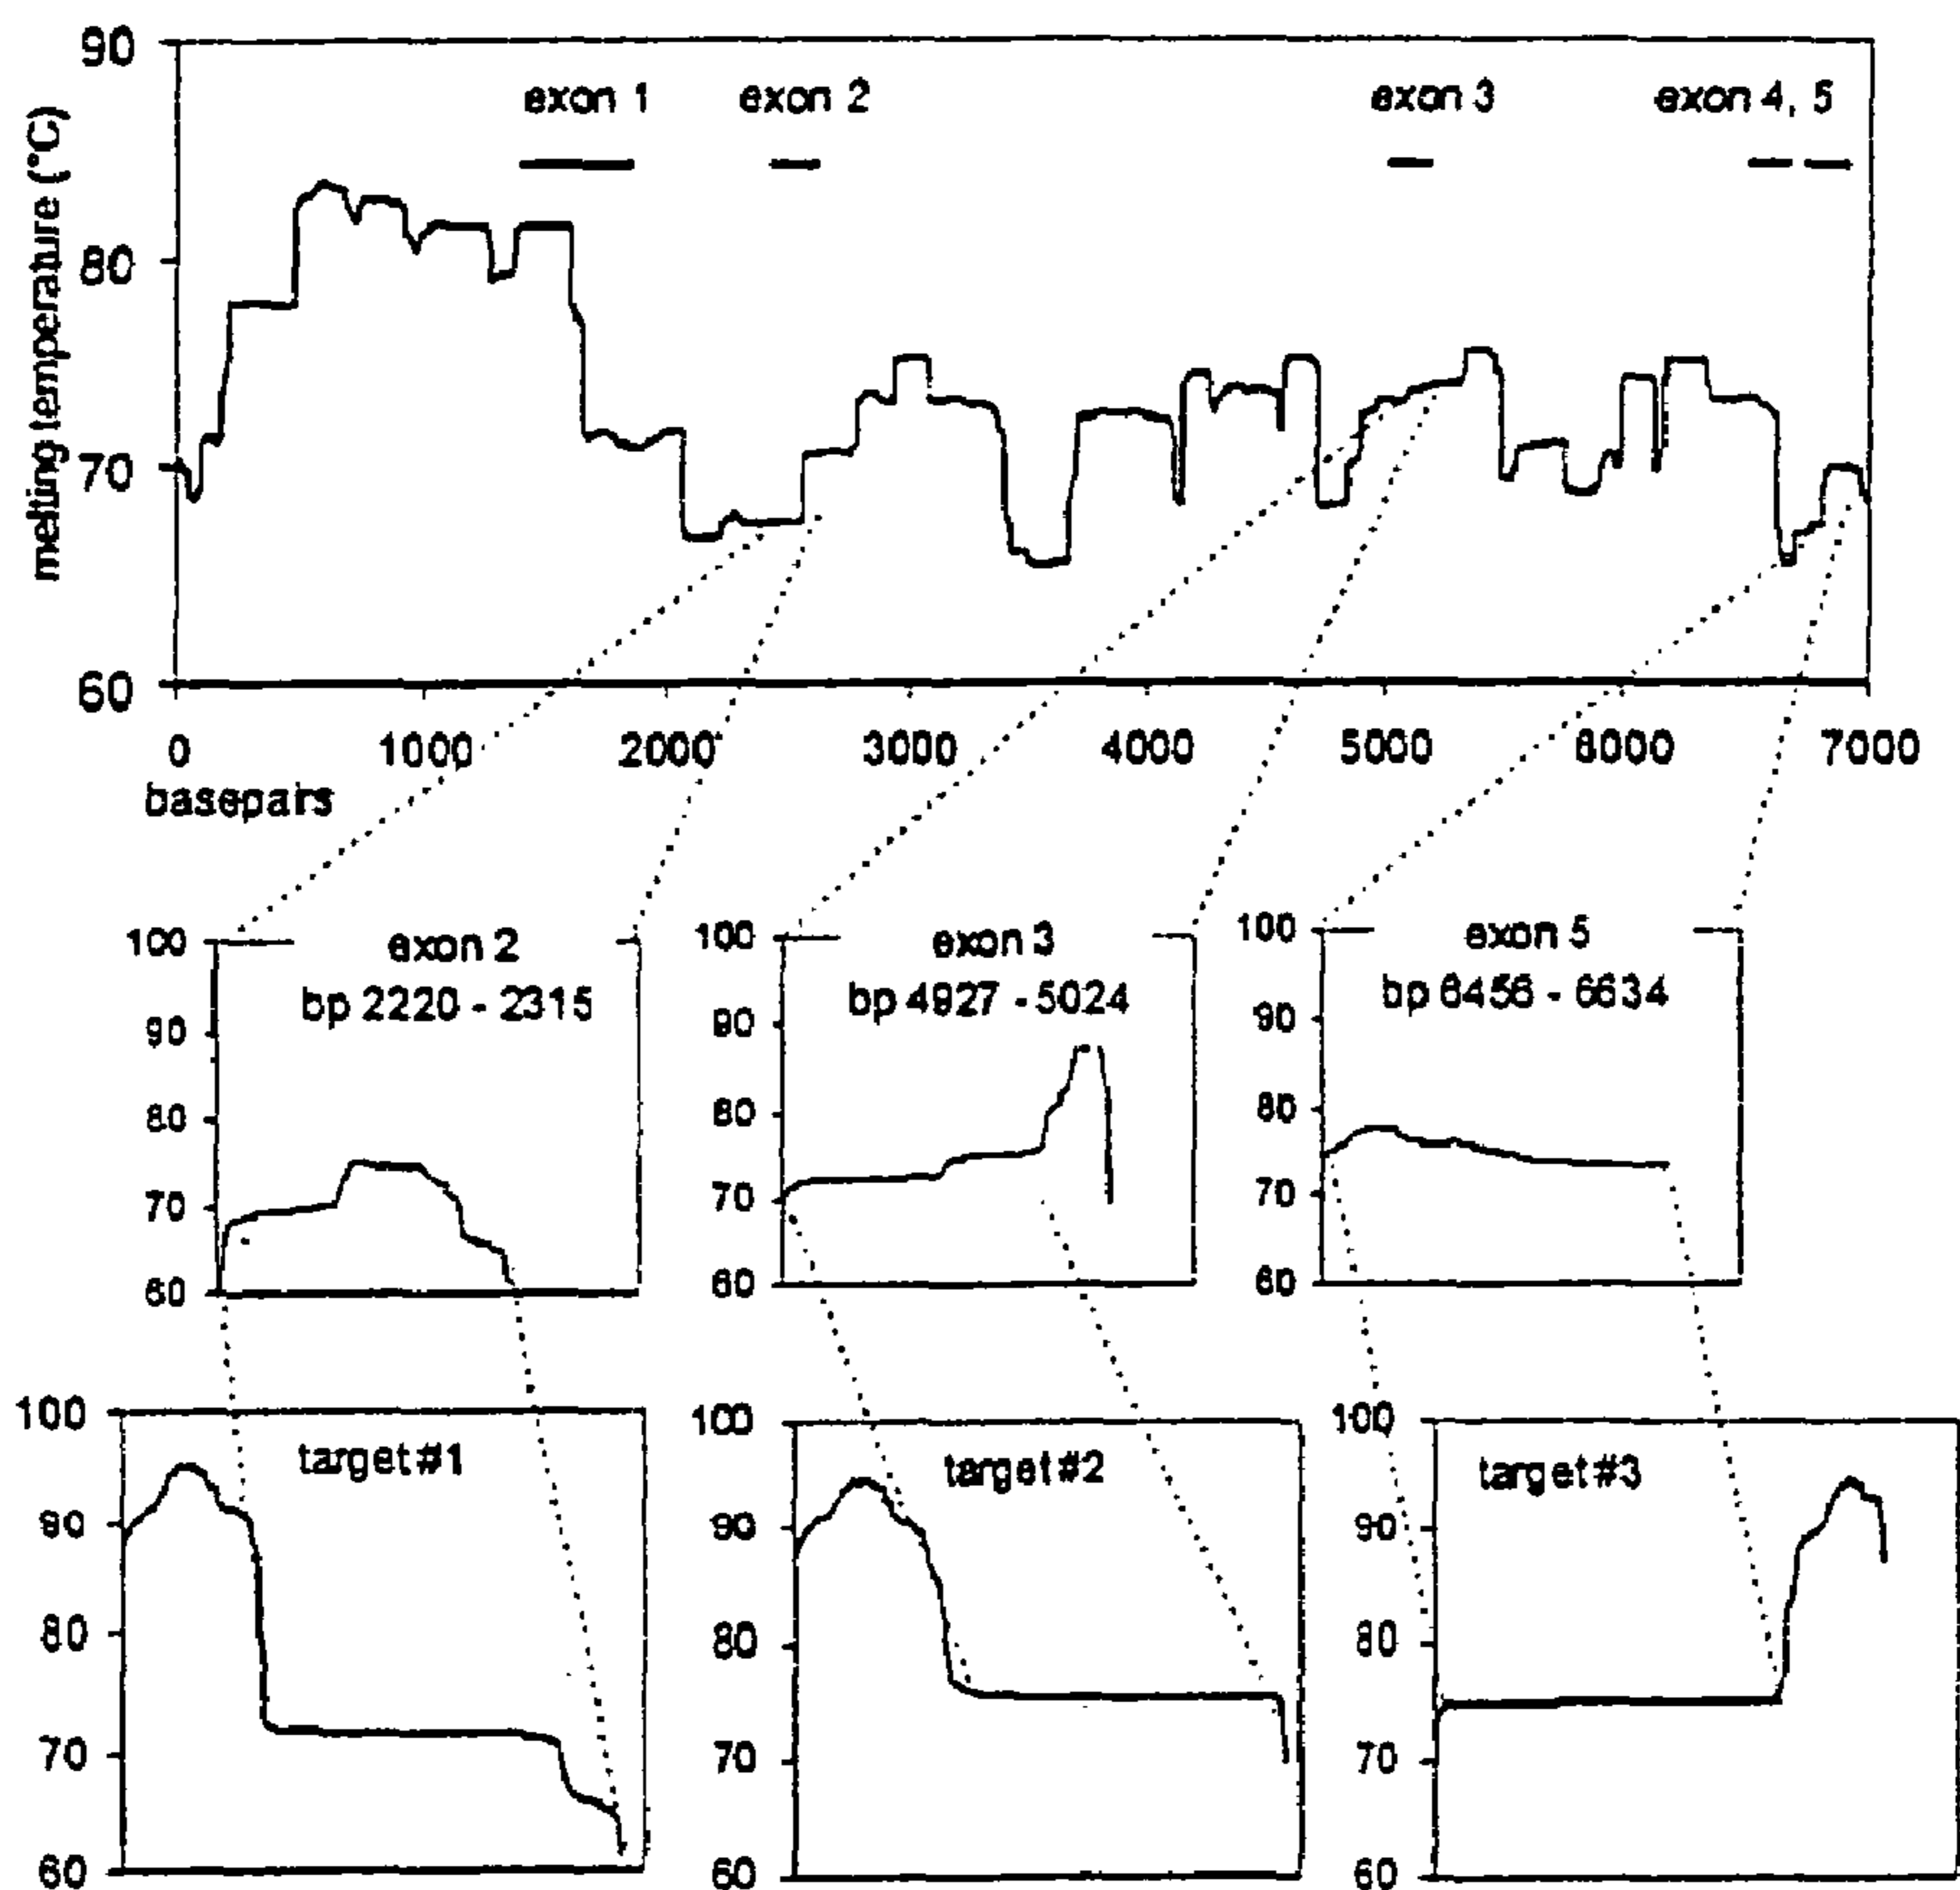 90
exon 1 exon 2 exon 3 exon 4, 5
melting temperature (°C)
80
70
60
0 1000 2000 3000 4000 5000 6000 7000
basepairs
100 exon 2
bp 2220 - 2315
90
80
70
60
100 exon 3
bp 4927 - 5024
90
80
70
60
100 exon 5
bp 6456 - 6634
90
80
70
60
100
target #1
90
80
70
60
100
target #2
90
80
70
60
100
target #3
90
80
70
60